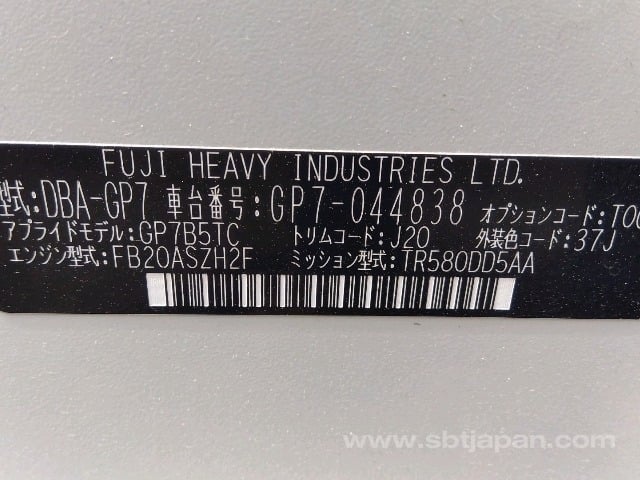 FUJI HEAVY INDUSTRIES LTD.
型式:DBA-GP7 車台番号:GP7-044838 オプションコード:TOC
アプライドモデル:GP7B5TC トリムコード:J20 外装色コード:37J
エンジン型式:FB20ASZH2F ミッション型式:TR580DD5AA
www.sbtjapan.com